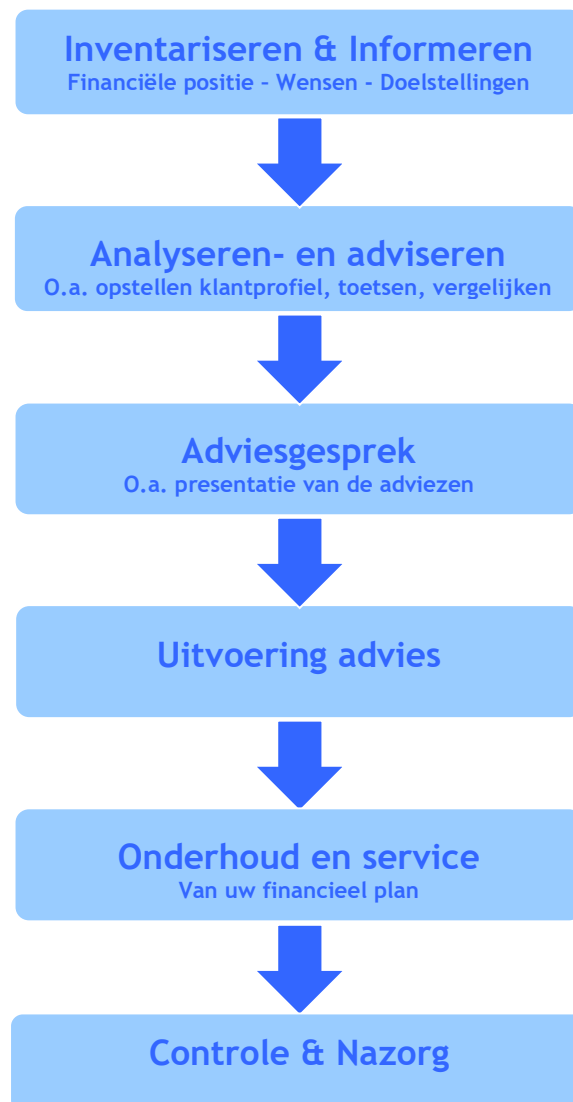 Inventariseren & Informeren
Financiële positie – Wensen - Doelstellingen
Analyseren- en adviseren
O.a. opstellen klantprofiel, toetsen, vergelijken
Adviesgesprek
O.a. presentatie van de adviezen
Uitvoering advies
Onderhoud en service
Van uw financieel plan
Controle & Nazorg